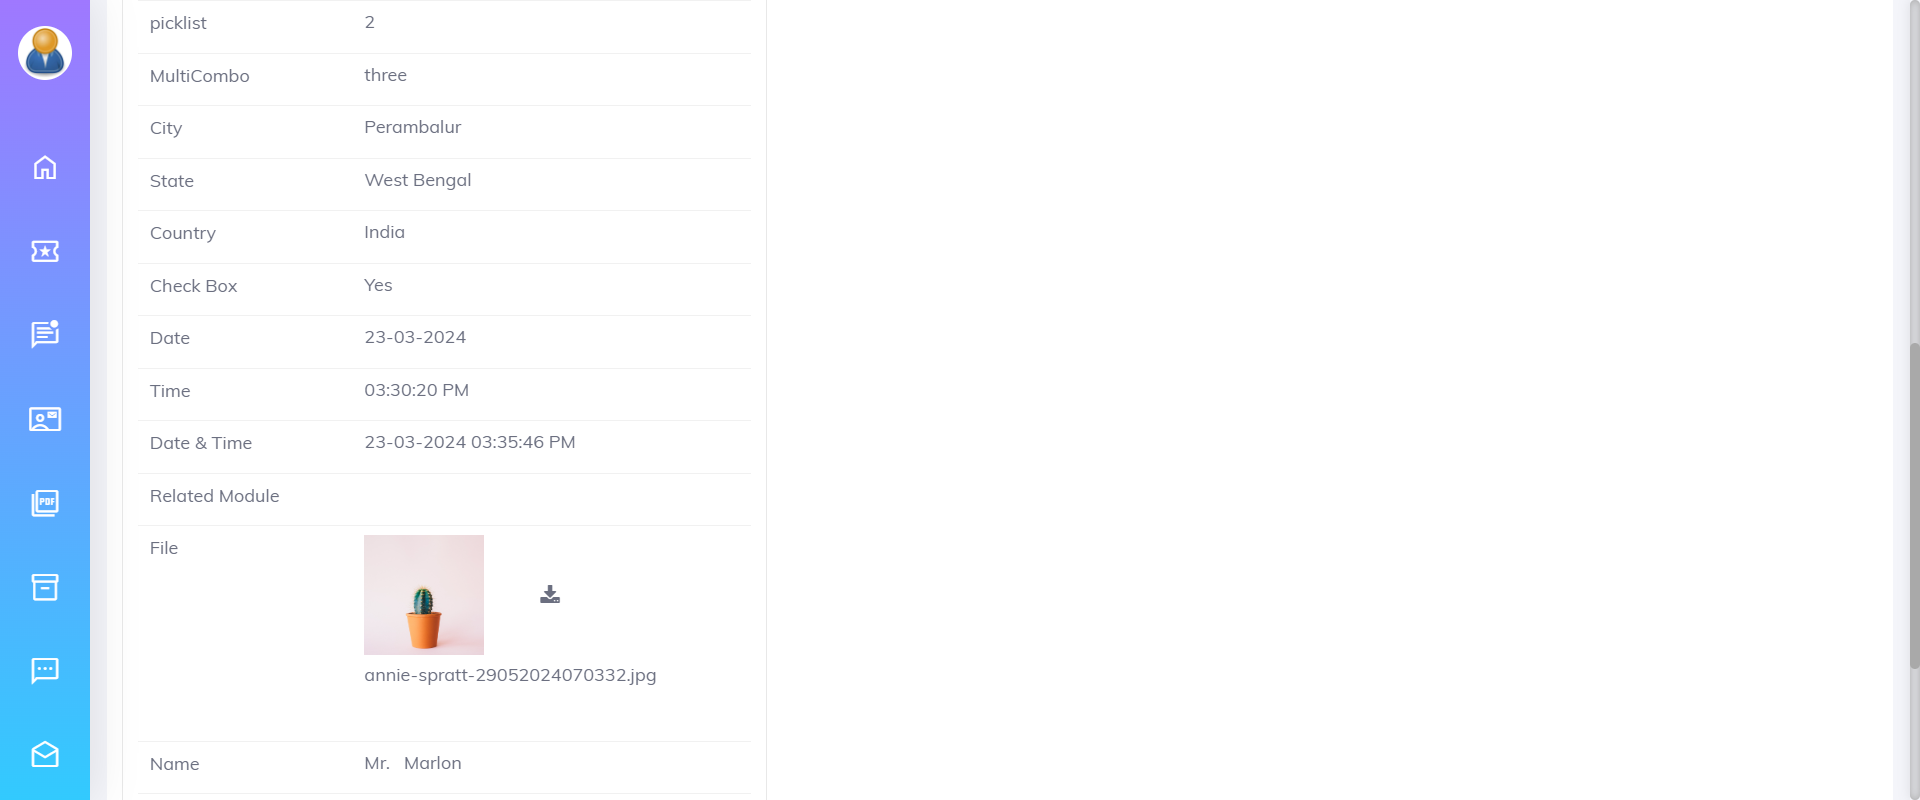 picklist 2
MultiCombo three
City Perambalur
State West Bengal
Country India
Check Box Yes
Date 23-03-2024
Time 03:30:20 PM
Date & Time 23-03-2024 03:35:46 PM
Related Module
File
annie-spratt-29052024070332.jpg
Name Mr. Marlon
PDF